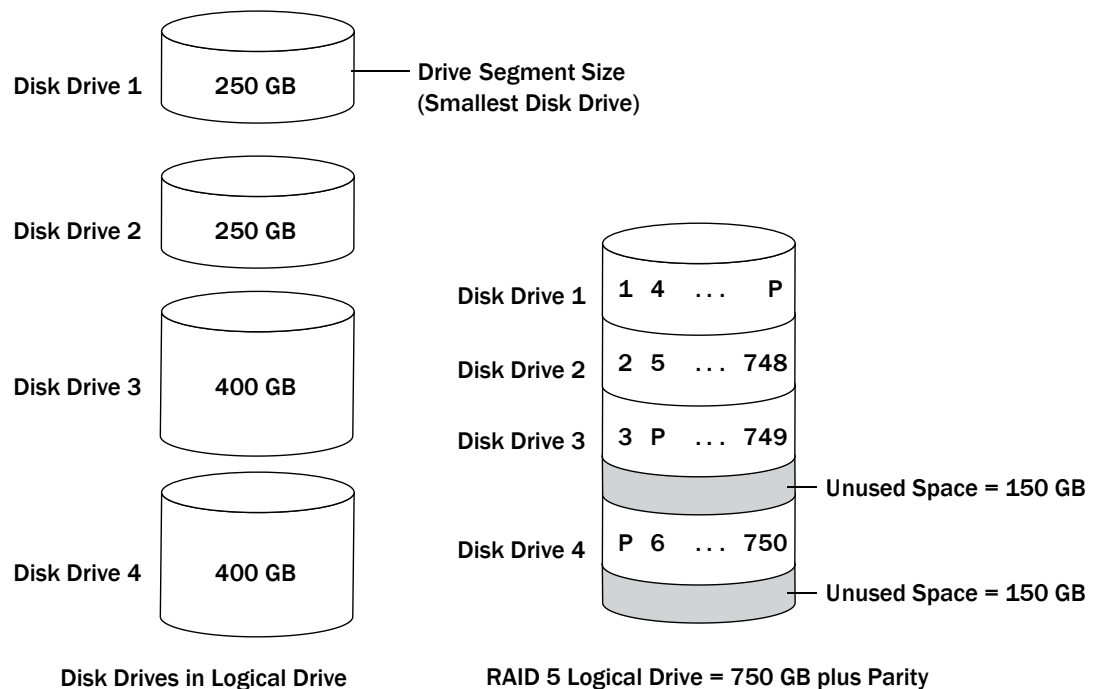 Disk Drive 1
250 GB
Drive Segment Size
(Smallest Disk Drive)
Disk Drive 2
250 GB
Disk Drive 3
400 GB
Disk Drive 4
400 GB
Disk Drives in Logical Drive
Disk Drive 1
1 4 ... P
Disk Drive 2
2 5 ... 748
Disk Drive 3
3 P ... 749
Unused Space = 150 GB
Disk Drive 4
P 6 ... 750
Unused Space = 150 GB
RAID 5 Logical Drive = 750 GB plus Parity